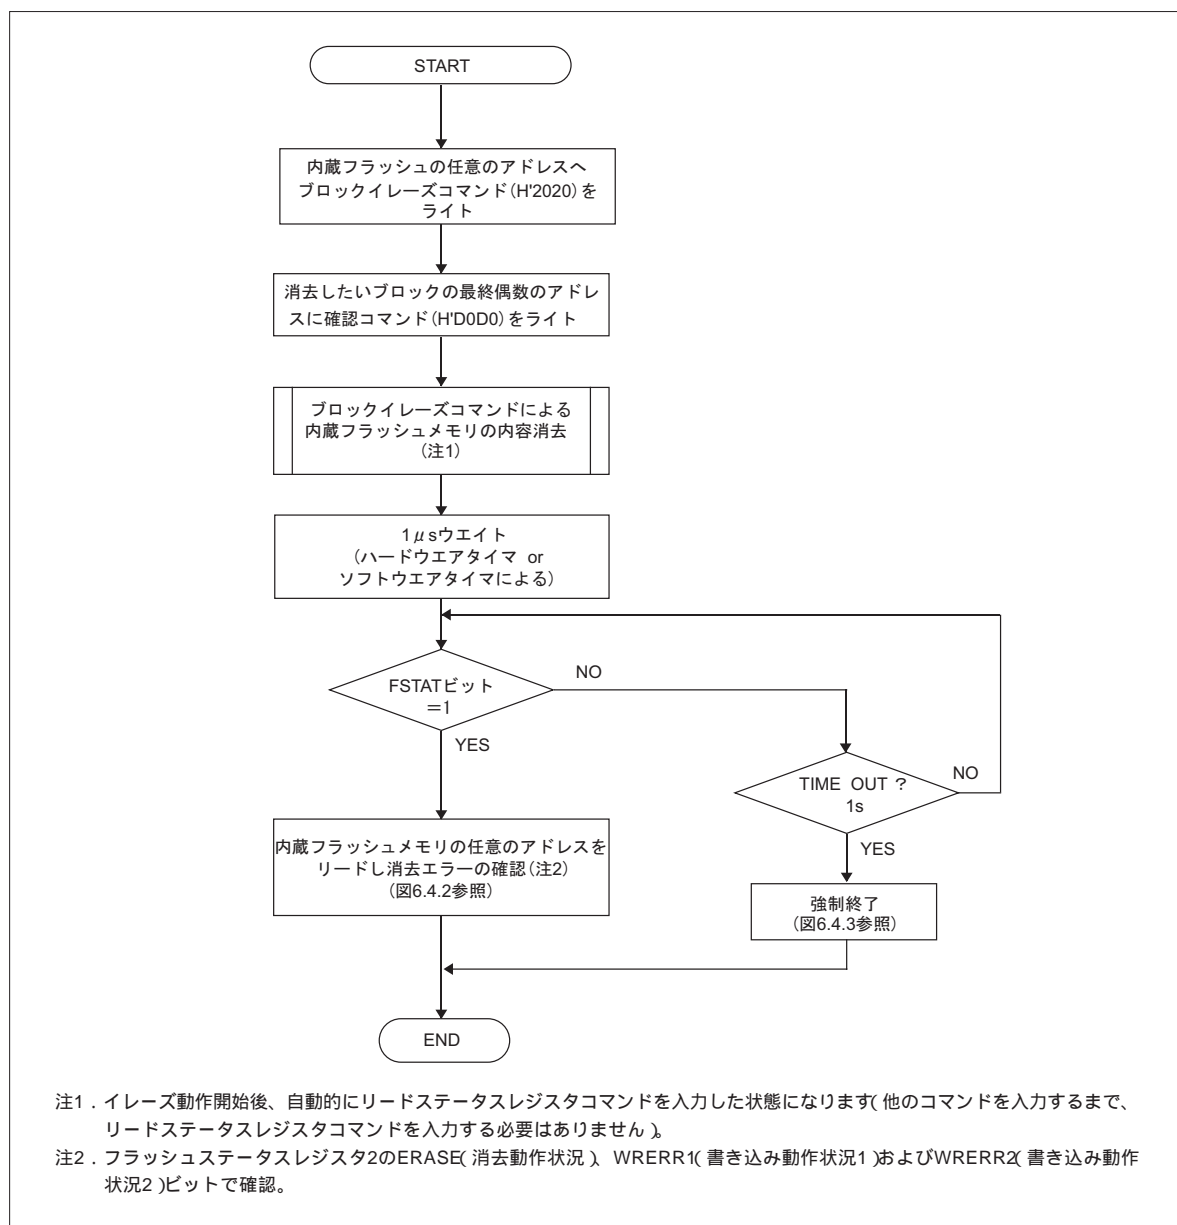 START
内蔵フラッシュの任意のアドレスへ
ブロックイレーズコマンド(H'2020)を
ライト
消去したいブロックの最終偶数のアドレ
スに確認コマンド(H'D0D0)をライト
ブロックイレーズコマンドによる
内蔵フラッシュメモリの内容消去
(注1)
1μsウエイト
(ハードウエアタイマ or
ソフトウエアタイマによる)
FSTATビット
=1
NO
YES
TIME OUT ?
1s
NO
YES
内蔵フラッシュメモリの任意のアドレスを
リードし消去エラーの確認(注2)
(図6.4.2参照)
強制終了
(図6.4.3参照)
END
注1.イレーズ動作開始後、自動的にリードステータスレジスタコマンドを入力した状態になります(他のコマンドを入力するまで、
リードステータスレジスタコマンドを入力する必要はありません)。
注2.フラッシュステータスレジスタ2のERASE(消去動作状況)、WRERR1(書き込み動作状況1)およびWRERR2(書き込み動作
状況2)ビットで確認。